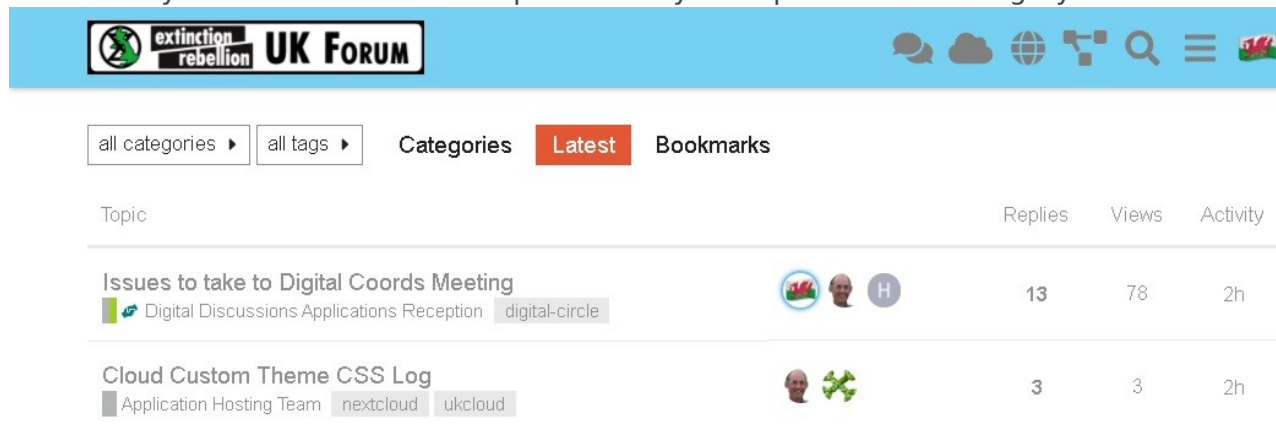 extinction
rebellion UK FORUM
all categories all tags Categories Latest Bookmarks
Topic Replies Views Activity
Issues to take to Digital Coords Meeting
H 13 78 2h
Digital Discussions Applications Reception digital-circle
Cloud Custom Theme CSS Log
3 3 2h
Application Hosting Team nextcloud ukcloud